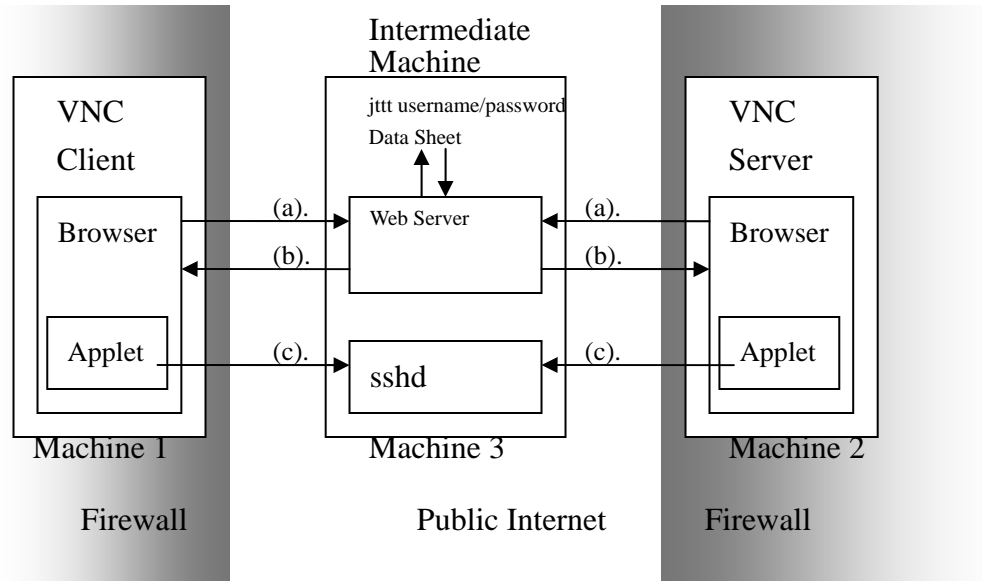 Intermediate
Machine
VNC
Client
jttt username/password
Data Sheet
VNC
Server
Browser
(a).
Web Server
(a).
Browser
(b).
(b).
Applet
(c).
sshd
(c).
Applet
Machine 1
Machine 3
Machine 2
Firewall
Public Internet
Firewall